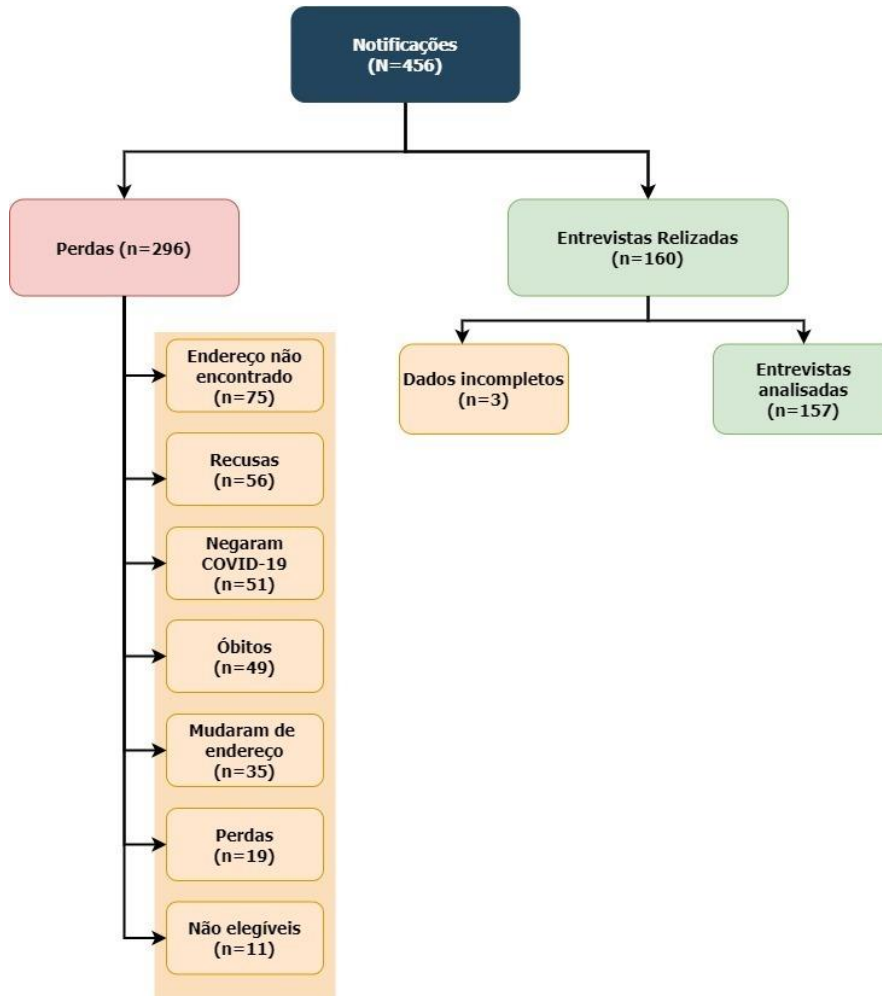 Notificações
(N=456)
Perdas (n=296)
Entrevistas Relizadas
(n=160)
Endereço não
encontrado
(n=75)
Dados incompletos
(n=3)
Entrevistas
analisadas
(n=157)
Recusas
(n=56)
Negaram
COVID-19
(n=51)
Óbitos
(n=49)
Mudaram de
endereço
(n=35)
Perdas
(n=19)
Não elegíveis
(n=11)